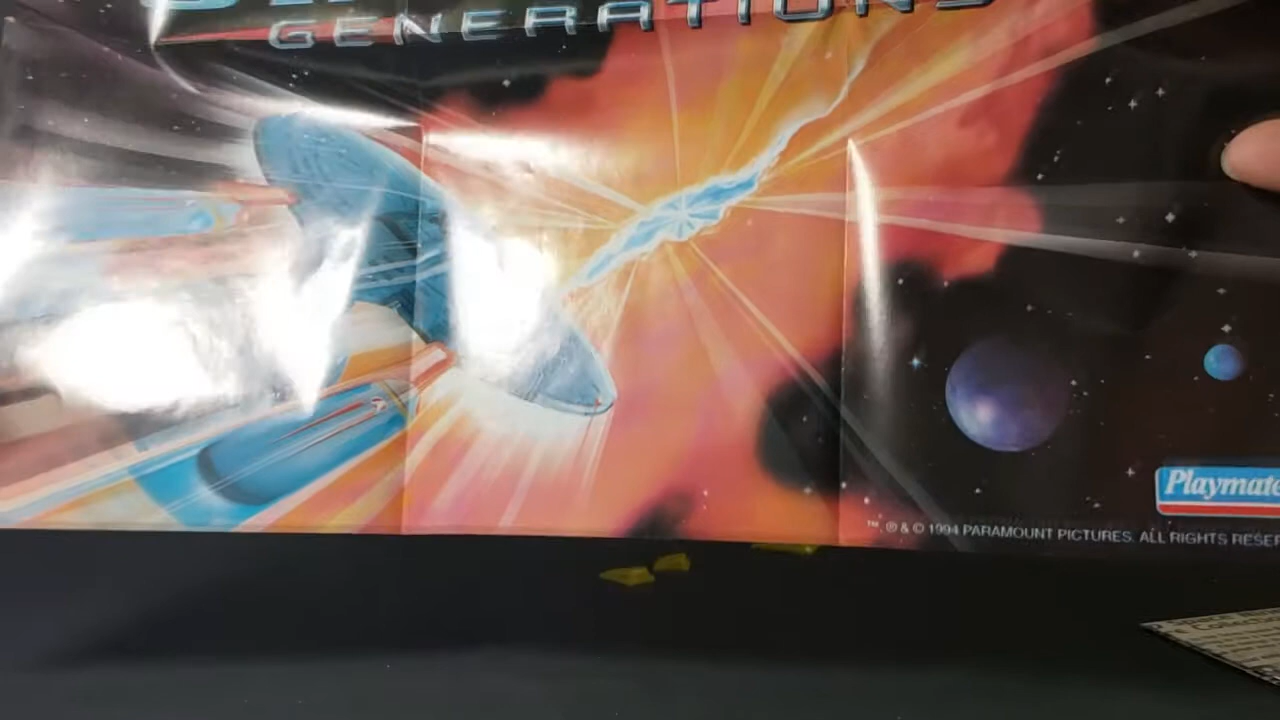 GENERATIONS
Playmate
™, ® & © 1994 PARAMOUNT PICTURES. ALL RIGHTS RESER